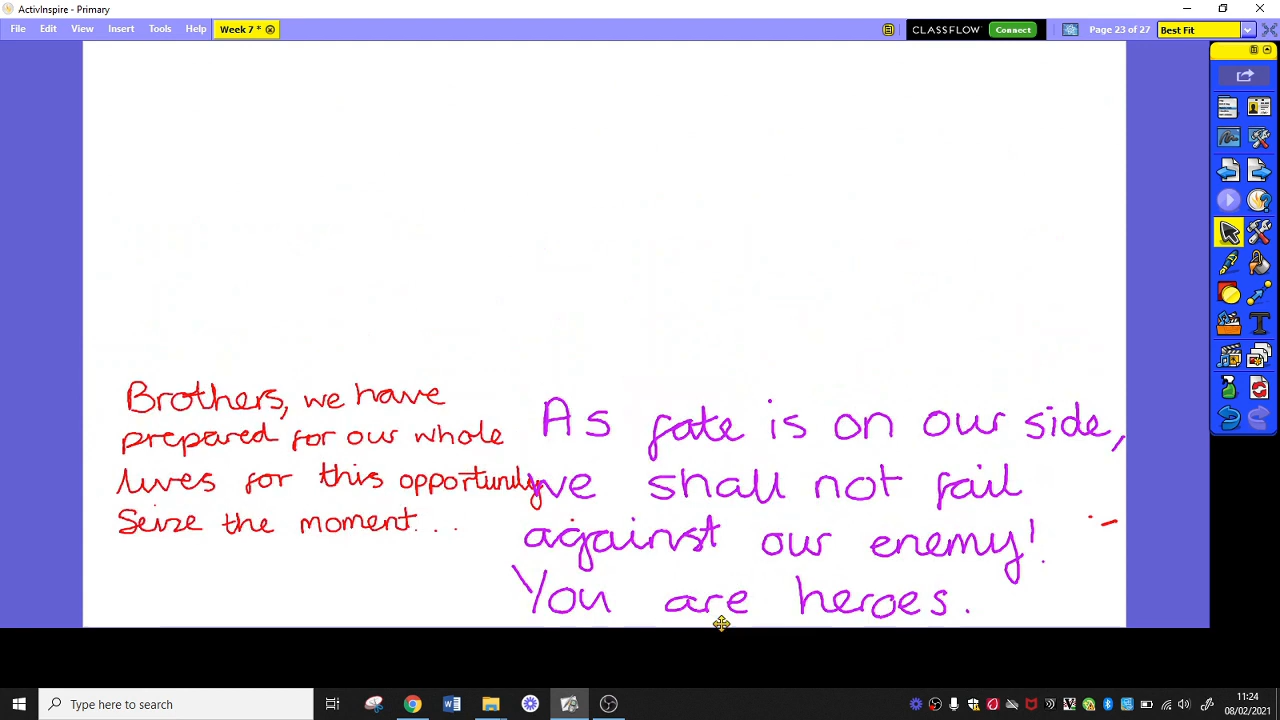 ActivInspire - Primary
File Edit View Insert Tools Help Week 7 * CLASSFLOW Connect Page 23 of 27 Best Fit
Brothers, we have
prepared for our whole
lives for this opportunity
Seize the moment...
As fate is on our side,
we shall not fail
against our enemy!
You are heroes.
Type here to search
11:24
08/02/2021